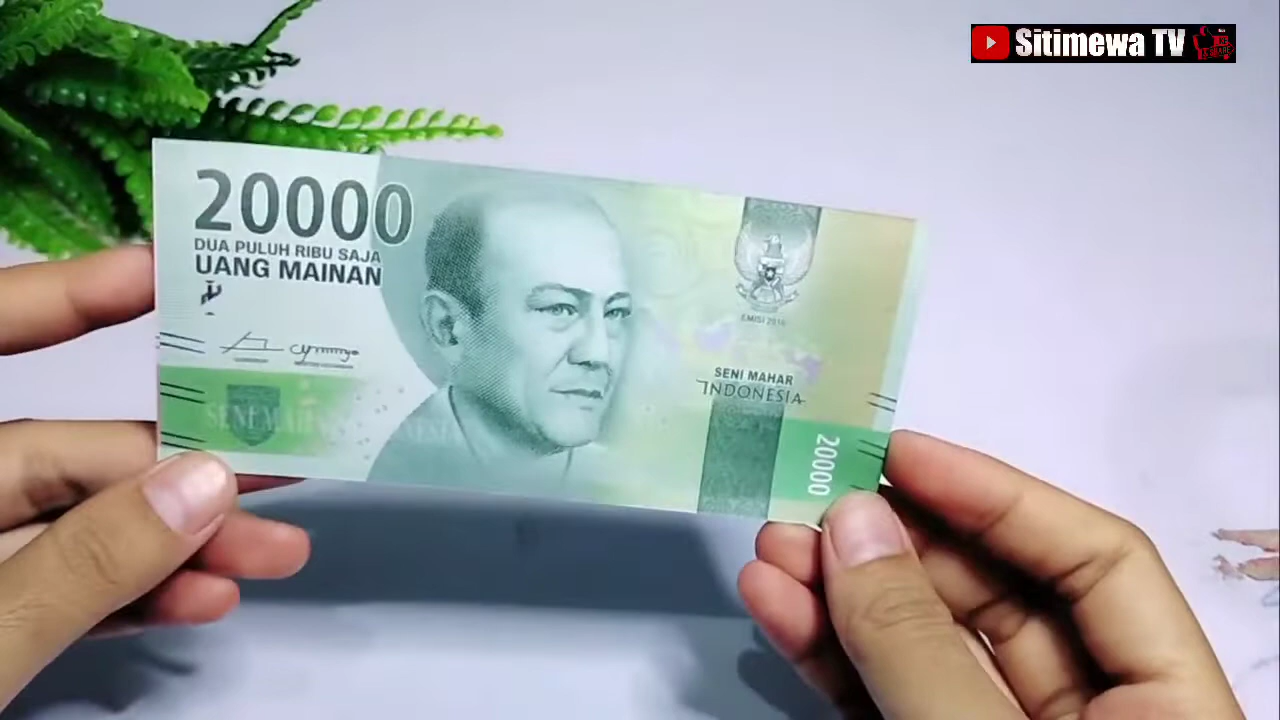 Sitimewa TV
20000
DUA PULUH RIBU SAJA
UANG MAINAN
EMISI 2016
SENI MAHAR
INDONESIA
20000